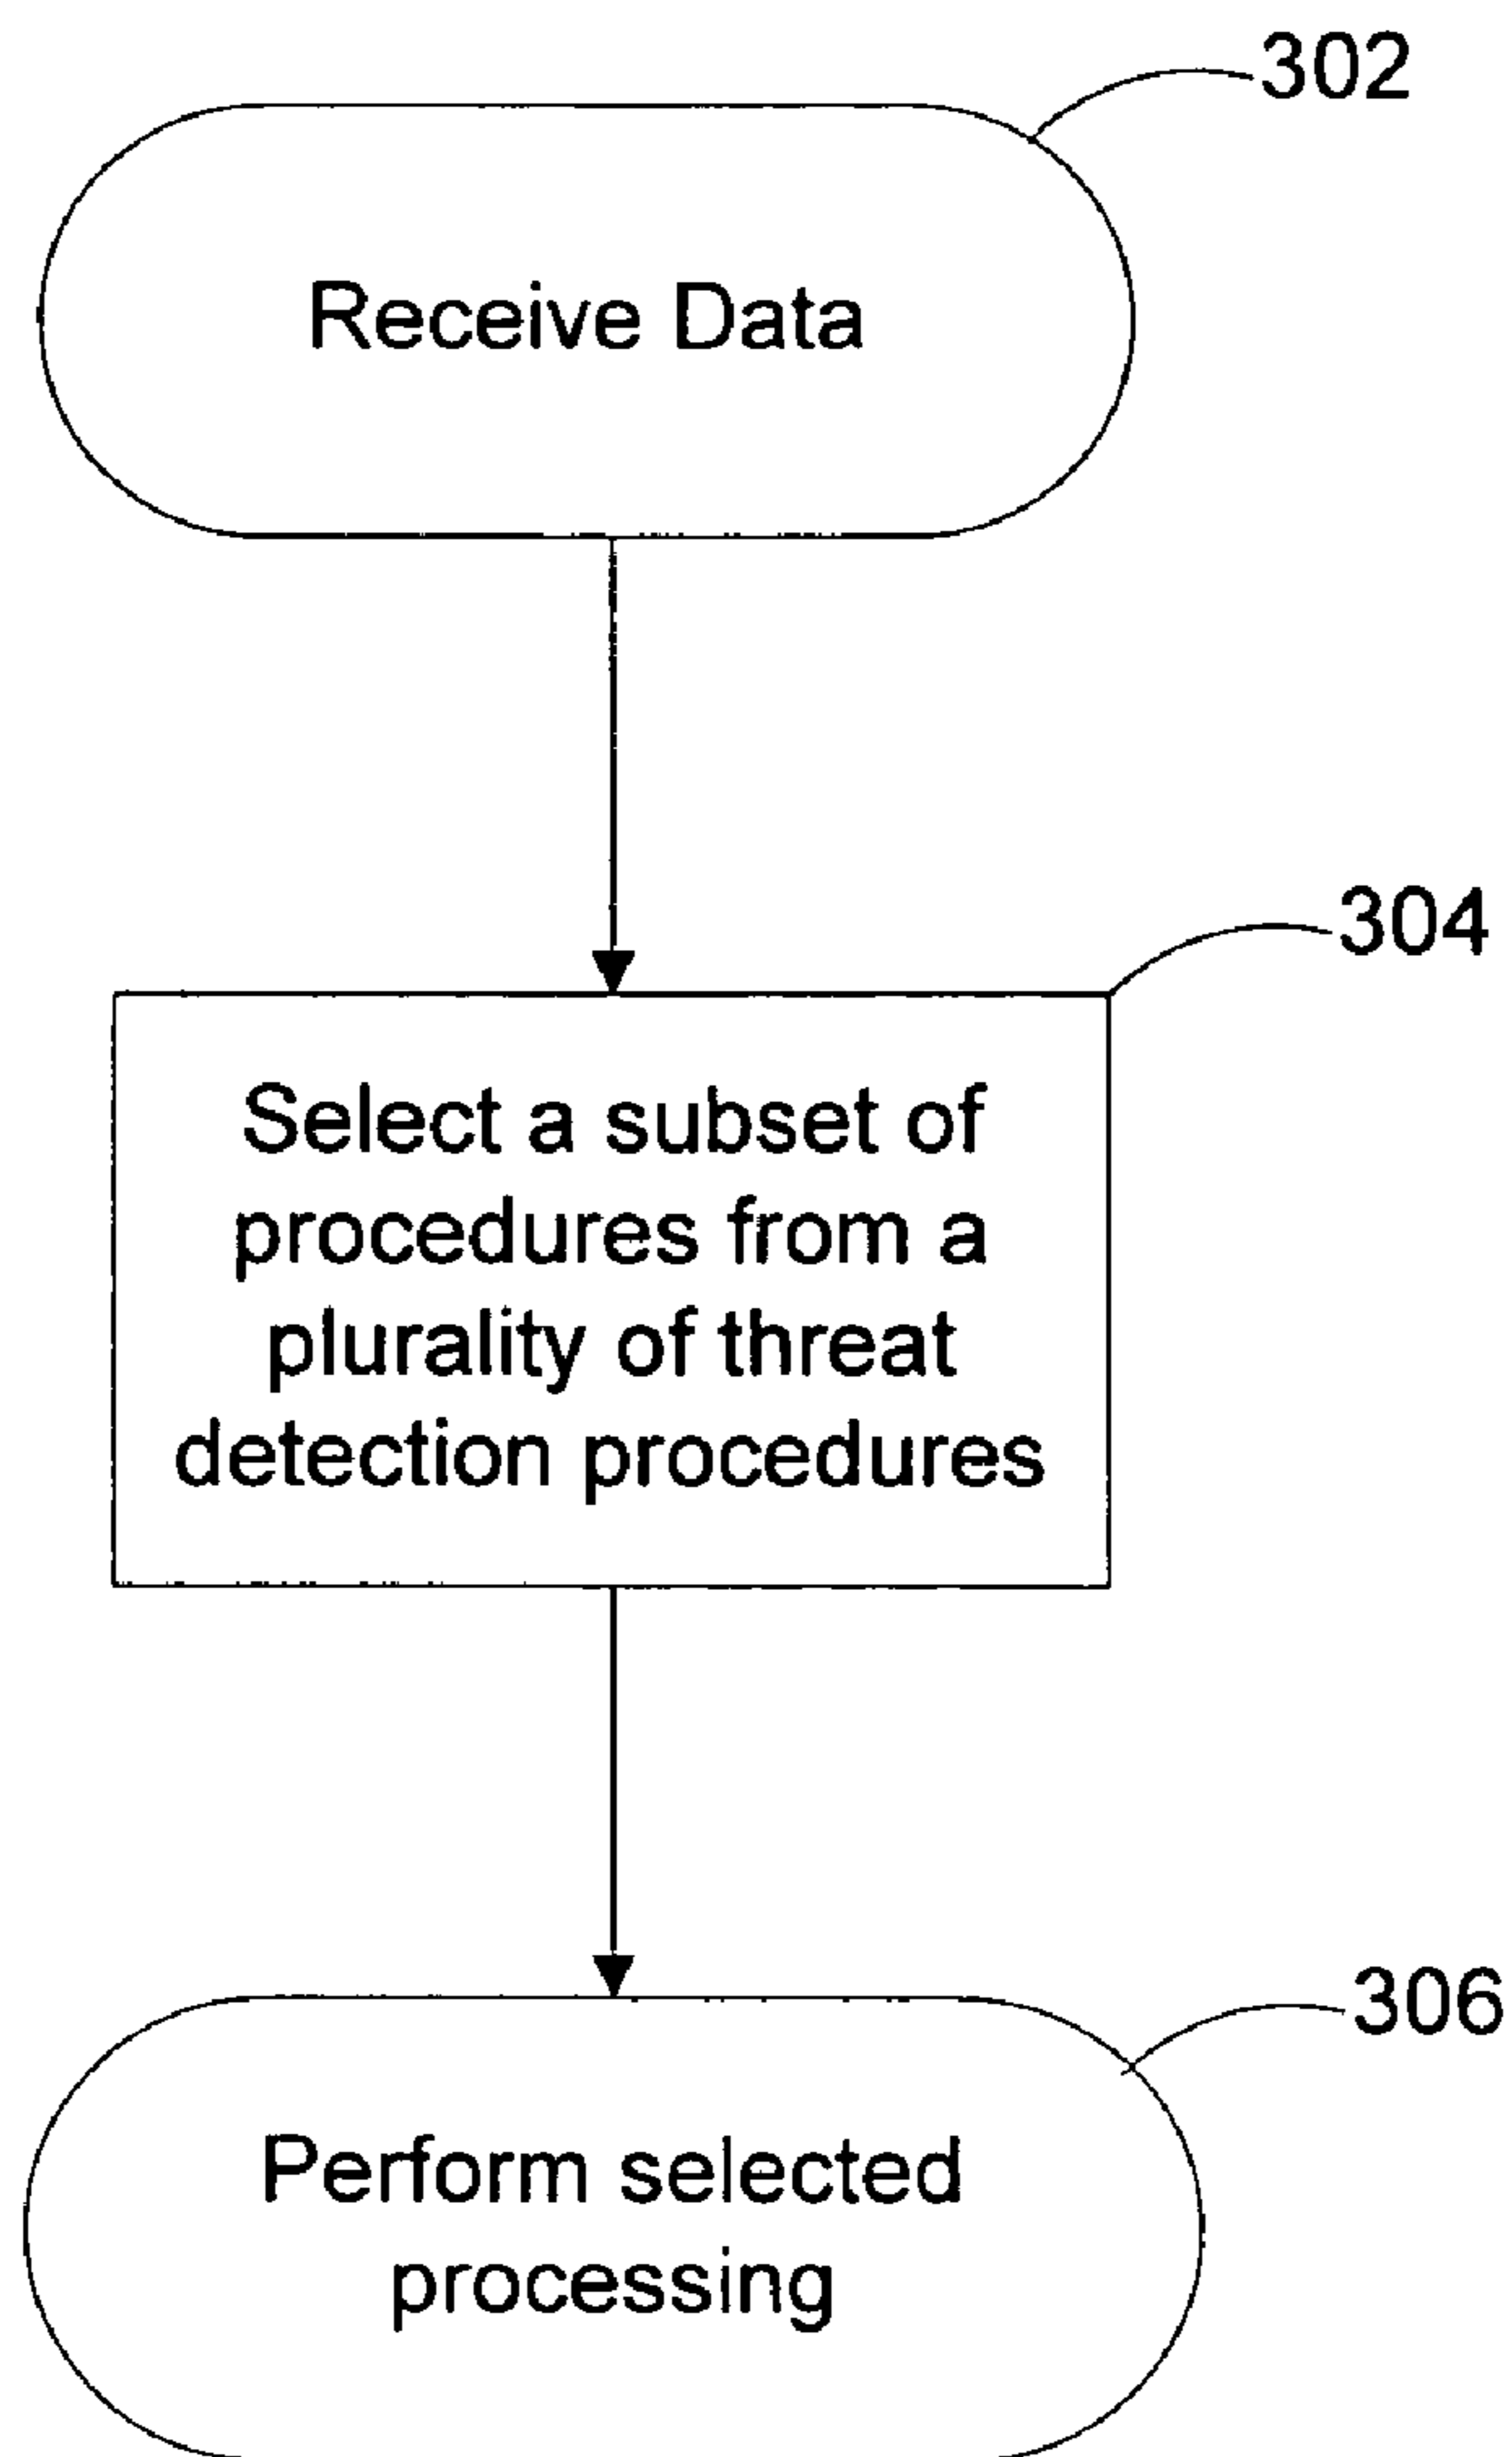 302
Receive Data
304
Select a subset of
procedures from a
plurality of threat
detection procedures
306
Perform selected
processing